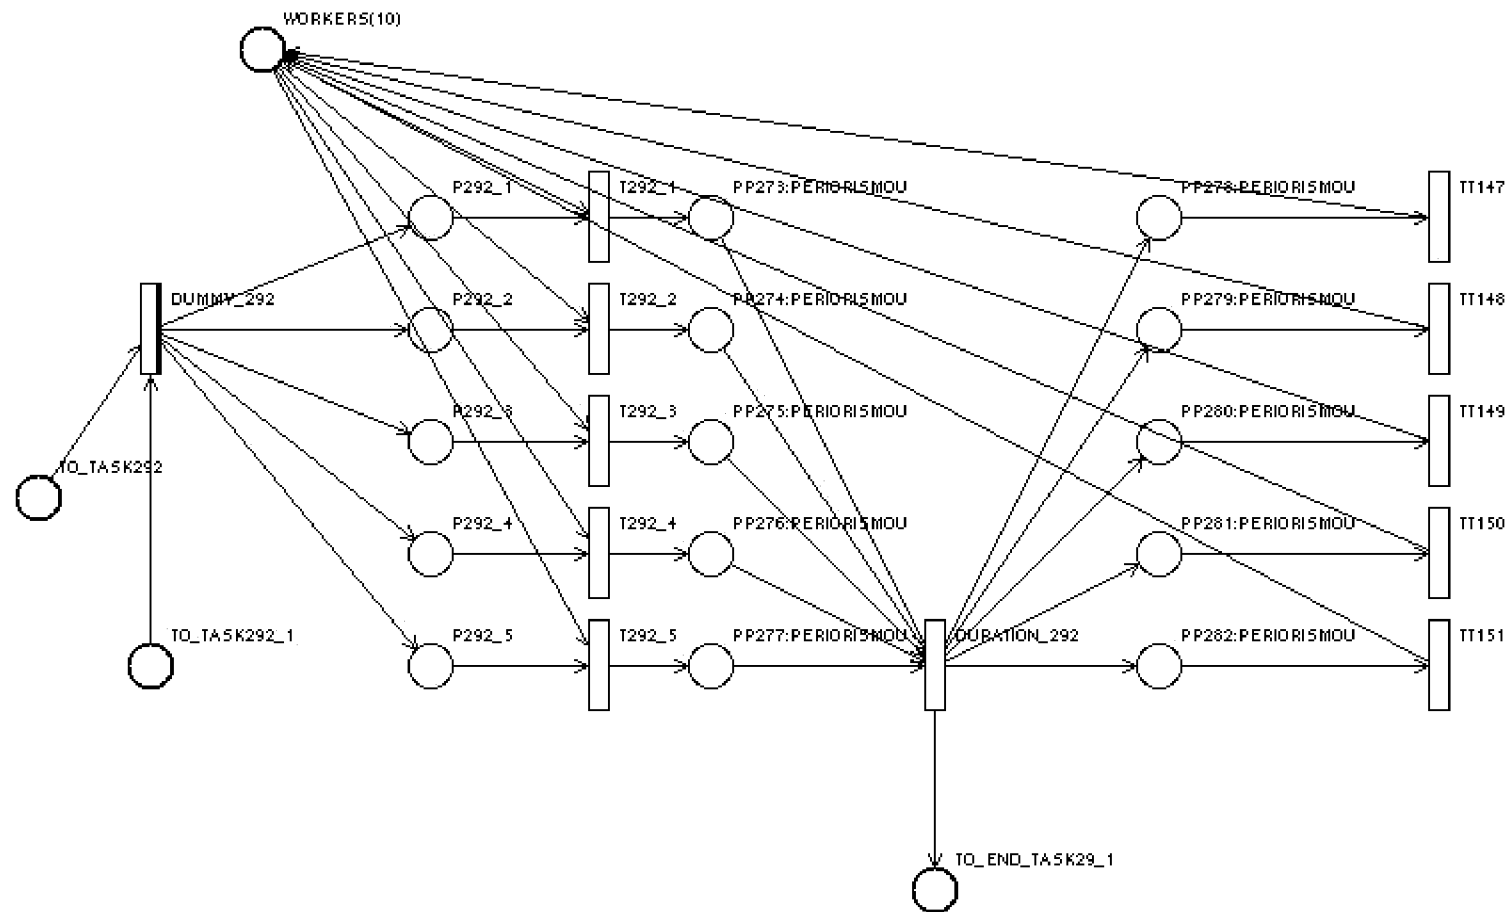 WORKERS(10)
P292_1
T292_1
PP273:PERIORISMOU
PP278:PERIORISMOU
TT147
DUMMY_292
P292_2
T292_2
PP274:PERIORISMOU
PP279:PERIORISMOU
TT148
P292_3
T292_3
PP275:PERIORISMOU
PP280:PERIORISMOU
TT149
TO_TASK292
P292_4
T292_4
PP276:PERIORISMOU
PP281:PERIORISMOU
TT150
TO_TASK292_1
P292_5
T292_5
PP277:PERIORISMOU
DURATION_292
PP282:PERIORISMOU
TT151
TO_END_TASK29_1